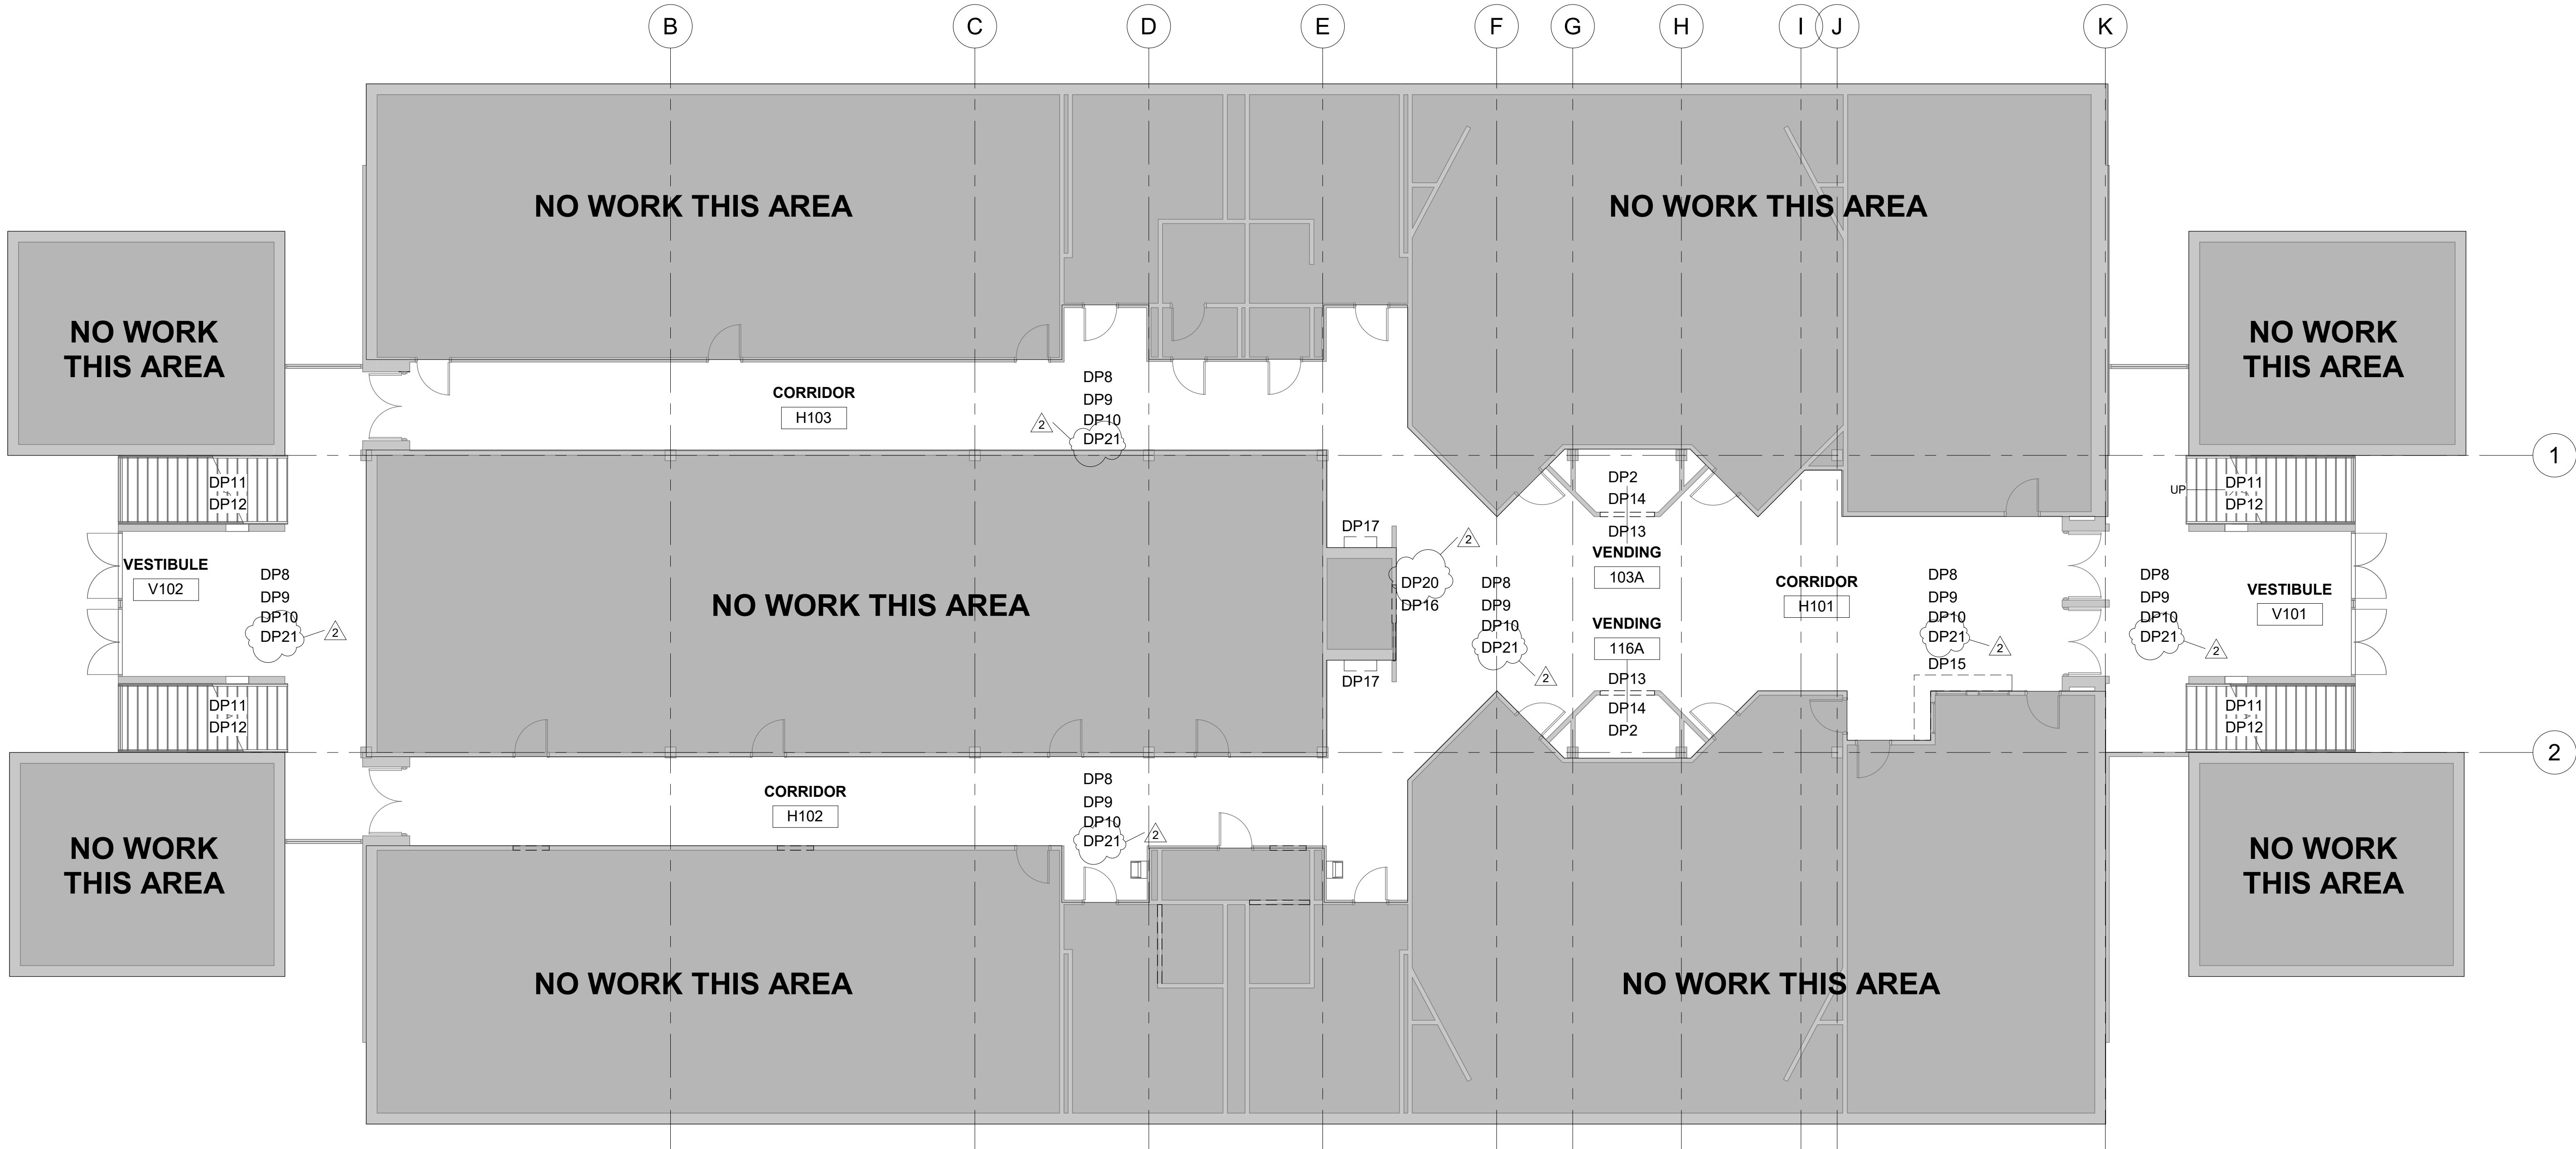 B
C
D
E
F
G
H
I
J
K
NO WORK THIS AREA
NO WORK THIS AREA
NO WORK
THIS AREA
NO WORK
THIS AREA
CORRIDOR
H103
DP8
DP9
DP10
DP21
2
1
DP11
DP12
UP
DP11
DP12
DP2
DP14
DP13
VENDING
103A
DP17
2
DP20
DP16
VESTIBULE
V102
DP8
DP9
DP10
DP21
2
NO WORK THIS AREA
DP8
DP9
DP10
DP21
2
VENDING
116A
DP13
DP14
DP2
CORRIDOR
H101
DP8
DP9
DP10
DP21
2
DP15
DP8
DP9
DP10
DP21
2
VESTIBULE
V101
DP17
DP11
DP12
DP11
DP12
2
CORRIDOR
H102
DP8
DP9
DP10
DP21
2
NO WORK
THIS AREA
NO WORK
THIS AREA
NO WORK THIS AREA
NO WORK THIS AREA